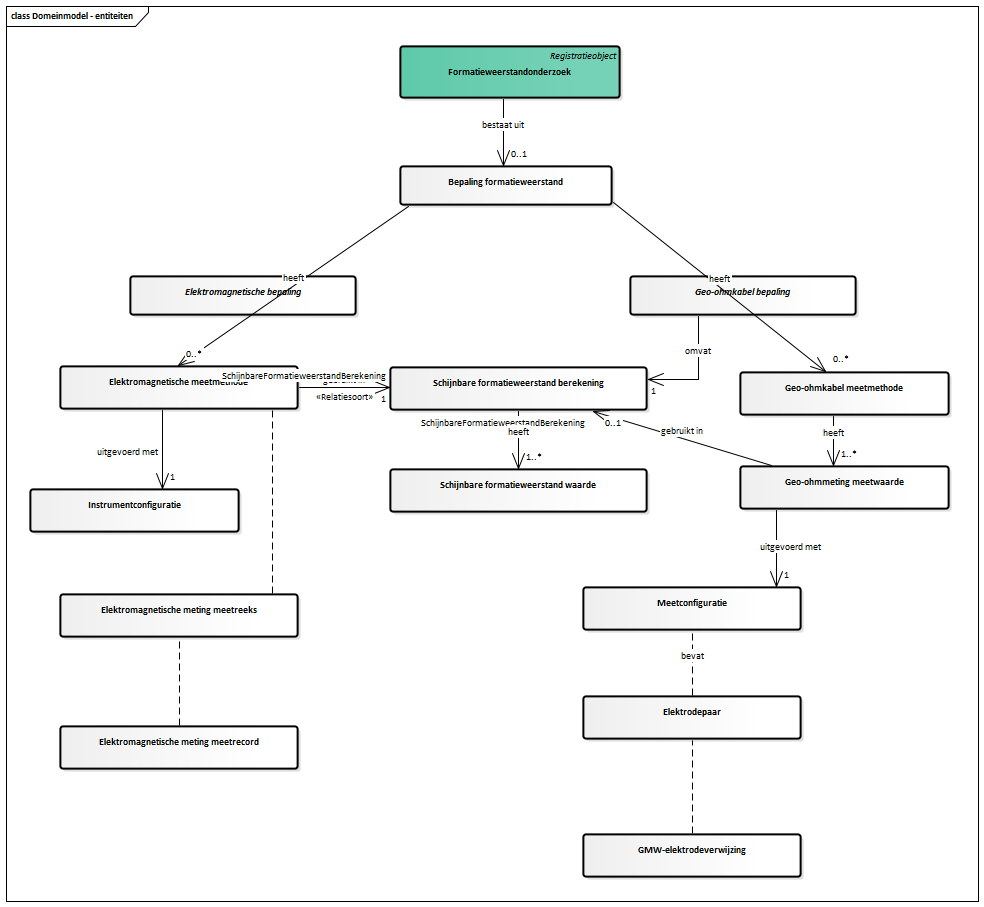 class Domeinmodel - entiteiten
Registratieobject
Formatieweerstandonderzoek
bestaat uit
0..1
Bepaling formatieweerstand
heeft
heeft
Elektromagnetische bepaling
Geo-ohmkabel bepaling
0..*
omvat
0..*
Elektromagnetische meetmethode
SchijnbareFormatieweerstandBerekening
«Relatiesoort»
1
Schijnbare formatieweerstand berekening
1
Geo-ohmkabel meetmethode
SchijnbareFormatieweerstandBerekening
0..1
heeft
gebruikt in
heeft
uitgevoerd met
1..*
1..*
1
Schijnbare formatieweerstand waarde
Geo-ohmmeting meetwaarde
Instrumentconfiguratie
uitgevoerd met
1
Elektromagnetische meting meetreeks
Meetconfiguratie
bevat
Elektrodepaar
Elektromagnetische meting meetrecord
GMW-elektrodeverwijzing